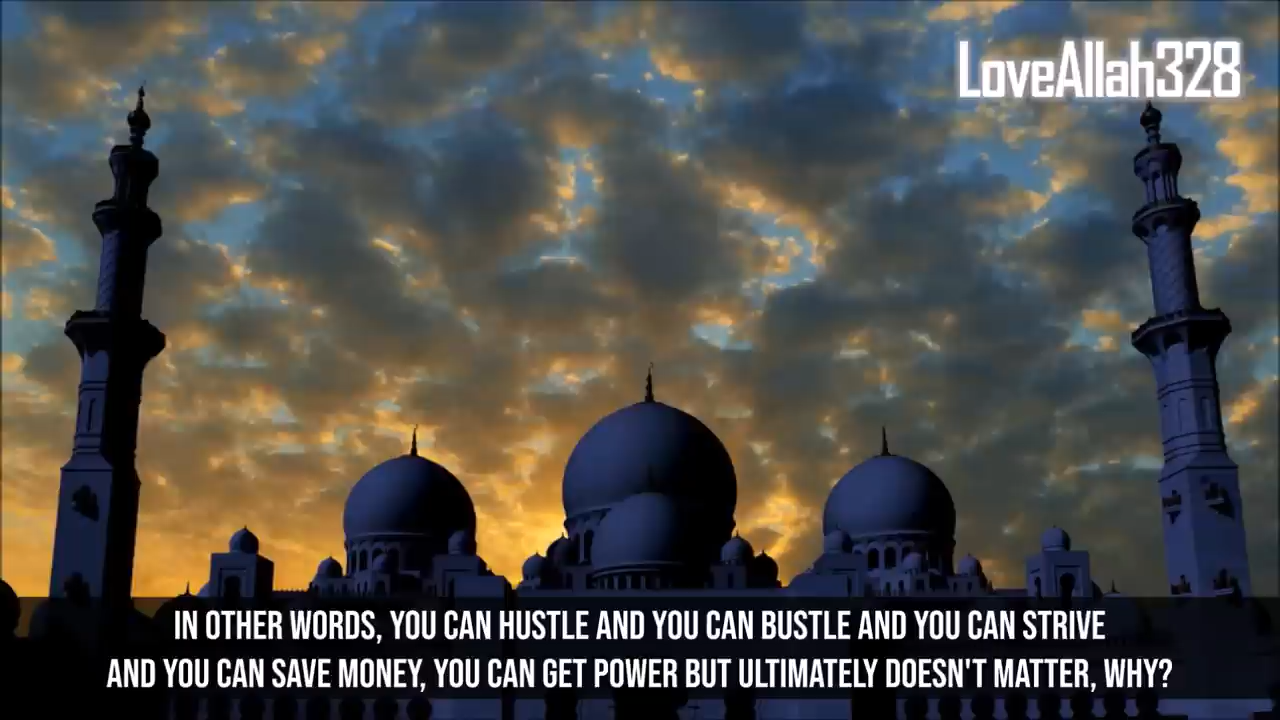 LoveAllah328
IN OTHER WORDS, YOU CAN HUSTLE AND YOU CAN BUSTLE AND YOU CAN STRIVE
AND YOU CAN SAVE MONEY, YOU CAN GET POWER BUT ULTIMATELY DOESN'T MATTER, WHY?